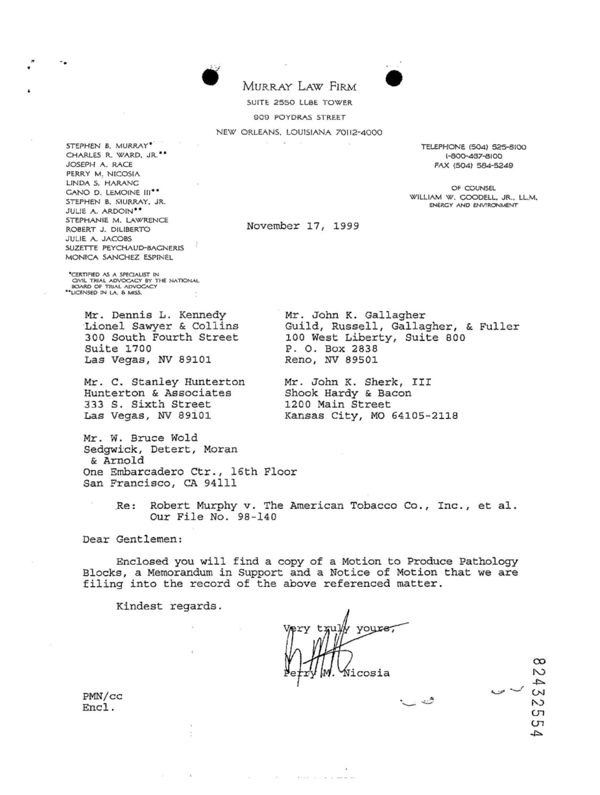 MURRAY LAW FIRM
SUITE 2550 LL&E TOWER
909 POYDRAS STREET
NEW ORLEANS, LOUISIANA 70112-4000
STEPHEN B. MURRAY*
CHARLES R. WARD, JR.**
JOSEPH A. RACE
PERRY M. NICOSIA
LINDA S. HARANG
GANO D. LEMOINE III**
STEPHEN B. MURRAY, JR.
JULIE A. ARDOIN**
STEPHANIE M. LAWRENCE
ROBERT J. DILIBERTO
JULIE A. JACOBS
SUZETTE PEYCHAUD-BAGNERIS
MONICA SANCHEZ ESPINEL
*CERTIFIED AS A SPECIALIST IN
CIVIL TRIAL ADVOCACY BY THE NATIONAL
BOARD OF TRIAL ADVOCACY
**LICENSED IN LA. & MISS.
TELEPHONE (504) 525-8100
1-800-467-8100
FAX (504) 584-5249
OF COUNSEL
WILLIAM W. GOODELL, JR., LL.M.
ENERGY AND ENVIRONMENT
November 17, 1999
Mr. Dennis L. Kennedy
Lionel Sawyer & Collins
300 South Fourth Street
Suite 1700
Las Vegas, NV 89101
Mr. John K. Gallagher
Guild, Russell, Gallagher, & Fuller
100 West Liberty, Suite 800
P. O. Box 2838
Reno, NV 89501
Mr. C. Stanley Hunterton
Hunterton & Associates
333 S. Sixth Street
Las Vegas, NV 89101
Mr. John K. Sherk, III
Shook Hardy & Bacon
1200 Main Street
Kansas City, MO 64105-2118
Mr. W. Bruce Wold
Sedgwick, Detert, Moran
& Arnold
One Embarcadero Ctr., 16th Floor
San Francisco, CA 94111
Re: Robert Murphy v. The American Tobacco Co., Inc., et al.
Our File No. 98-140
Dear Gentlemen:
Enclosed you will find a copy of a Motion to Produce Pathology
Blocks, a Memorandum in Support and a Notice of Motion that we are
filing into the record of the above referenced matter.
Kindest regards.
Very truly yours,
Perry M. Nicosia
PMN/cc
Encl.
82432554